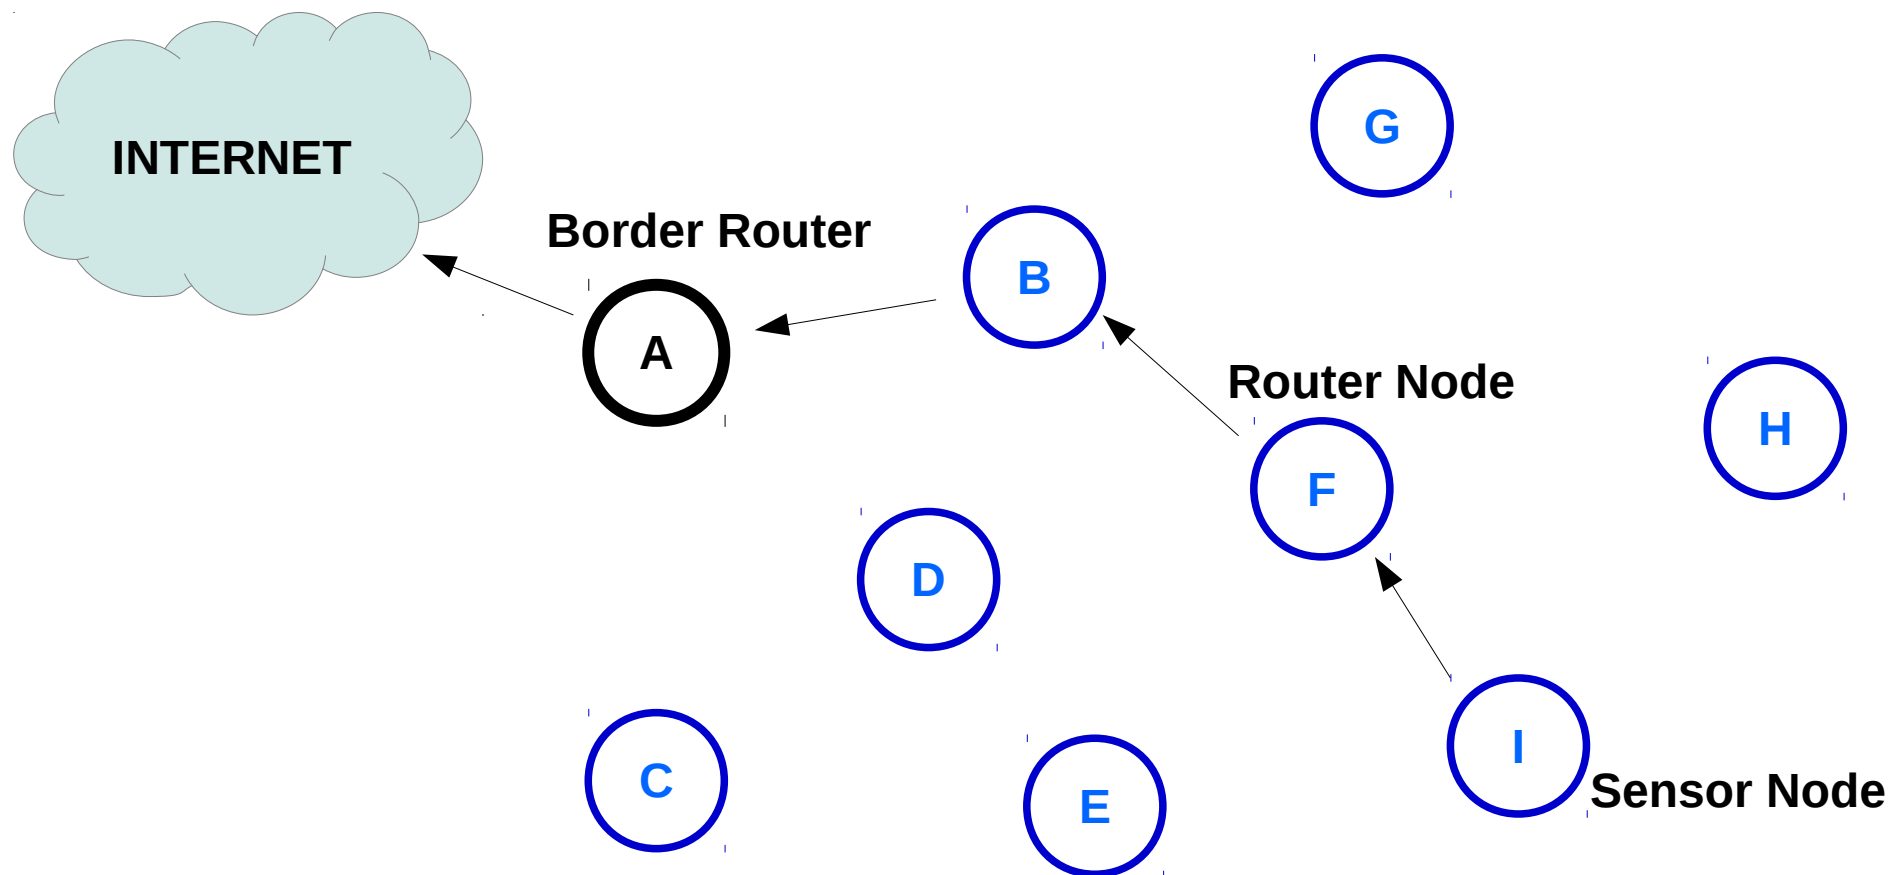 G
INTERNET
Border Router
B
A
Router Node
H
F
D
I
C
Sensor Node
E